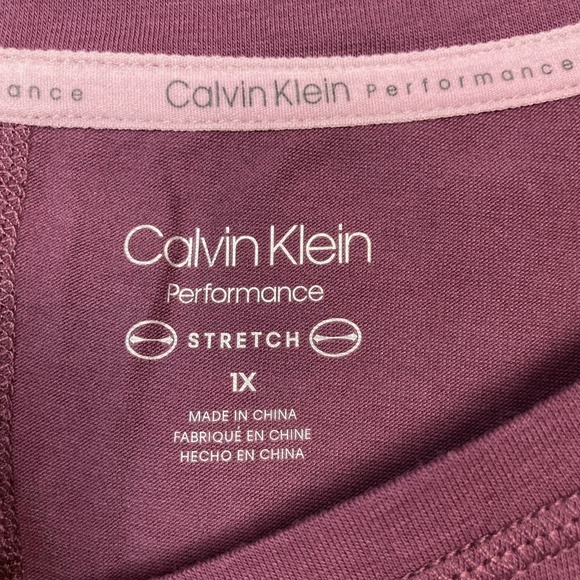 ance Calvin Klein Performance
Calvin Klein
Performance
STRETCH
1X
MADE IN CHINA
FABRIQUÉ EN CHINE
HECHO EN CHINA